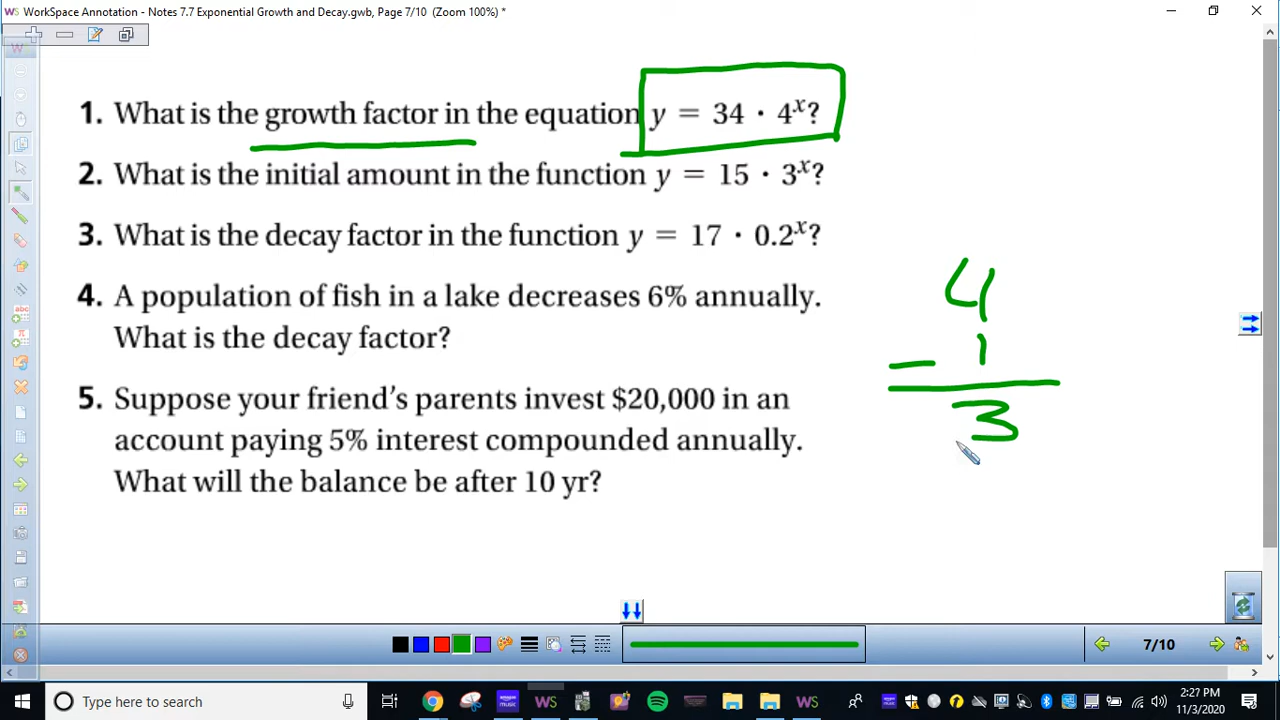 WorkSpace Annotation - Notes 7.7 Exponential Growth and Decay.gwb, Page 7/10 (Zoom 100%) *
1. What is the growth factor in the equation y = 34 · 4ˣ?
2. What is the initial amount in the function y = 15 · 3ˣ?
3. What is the decay factor in the function y = 17 · 0.2ˣ?
4. A population of fish in a lake decreases 6% annually.
What is the decay factor?
5. Suppose your friend's parents invest $20,000 in an
account paying 5% interest compounded annually.
What will the balance be after 10 yr?
4
– 1
3
abc
7/10
Type here to search
2:27 PM
11/3/2020